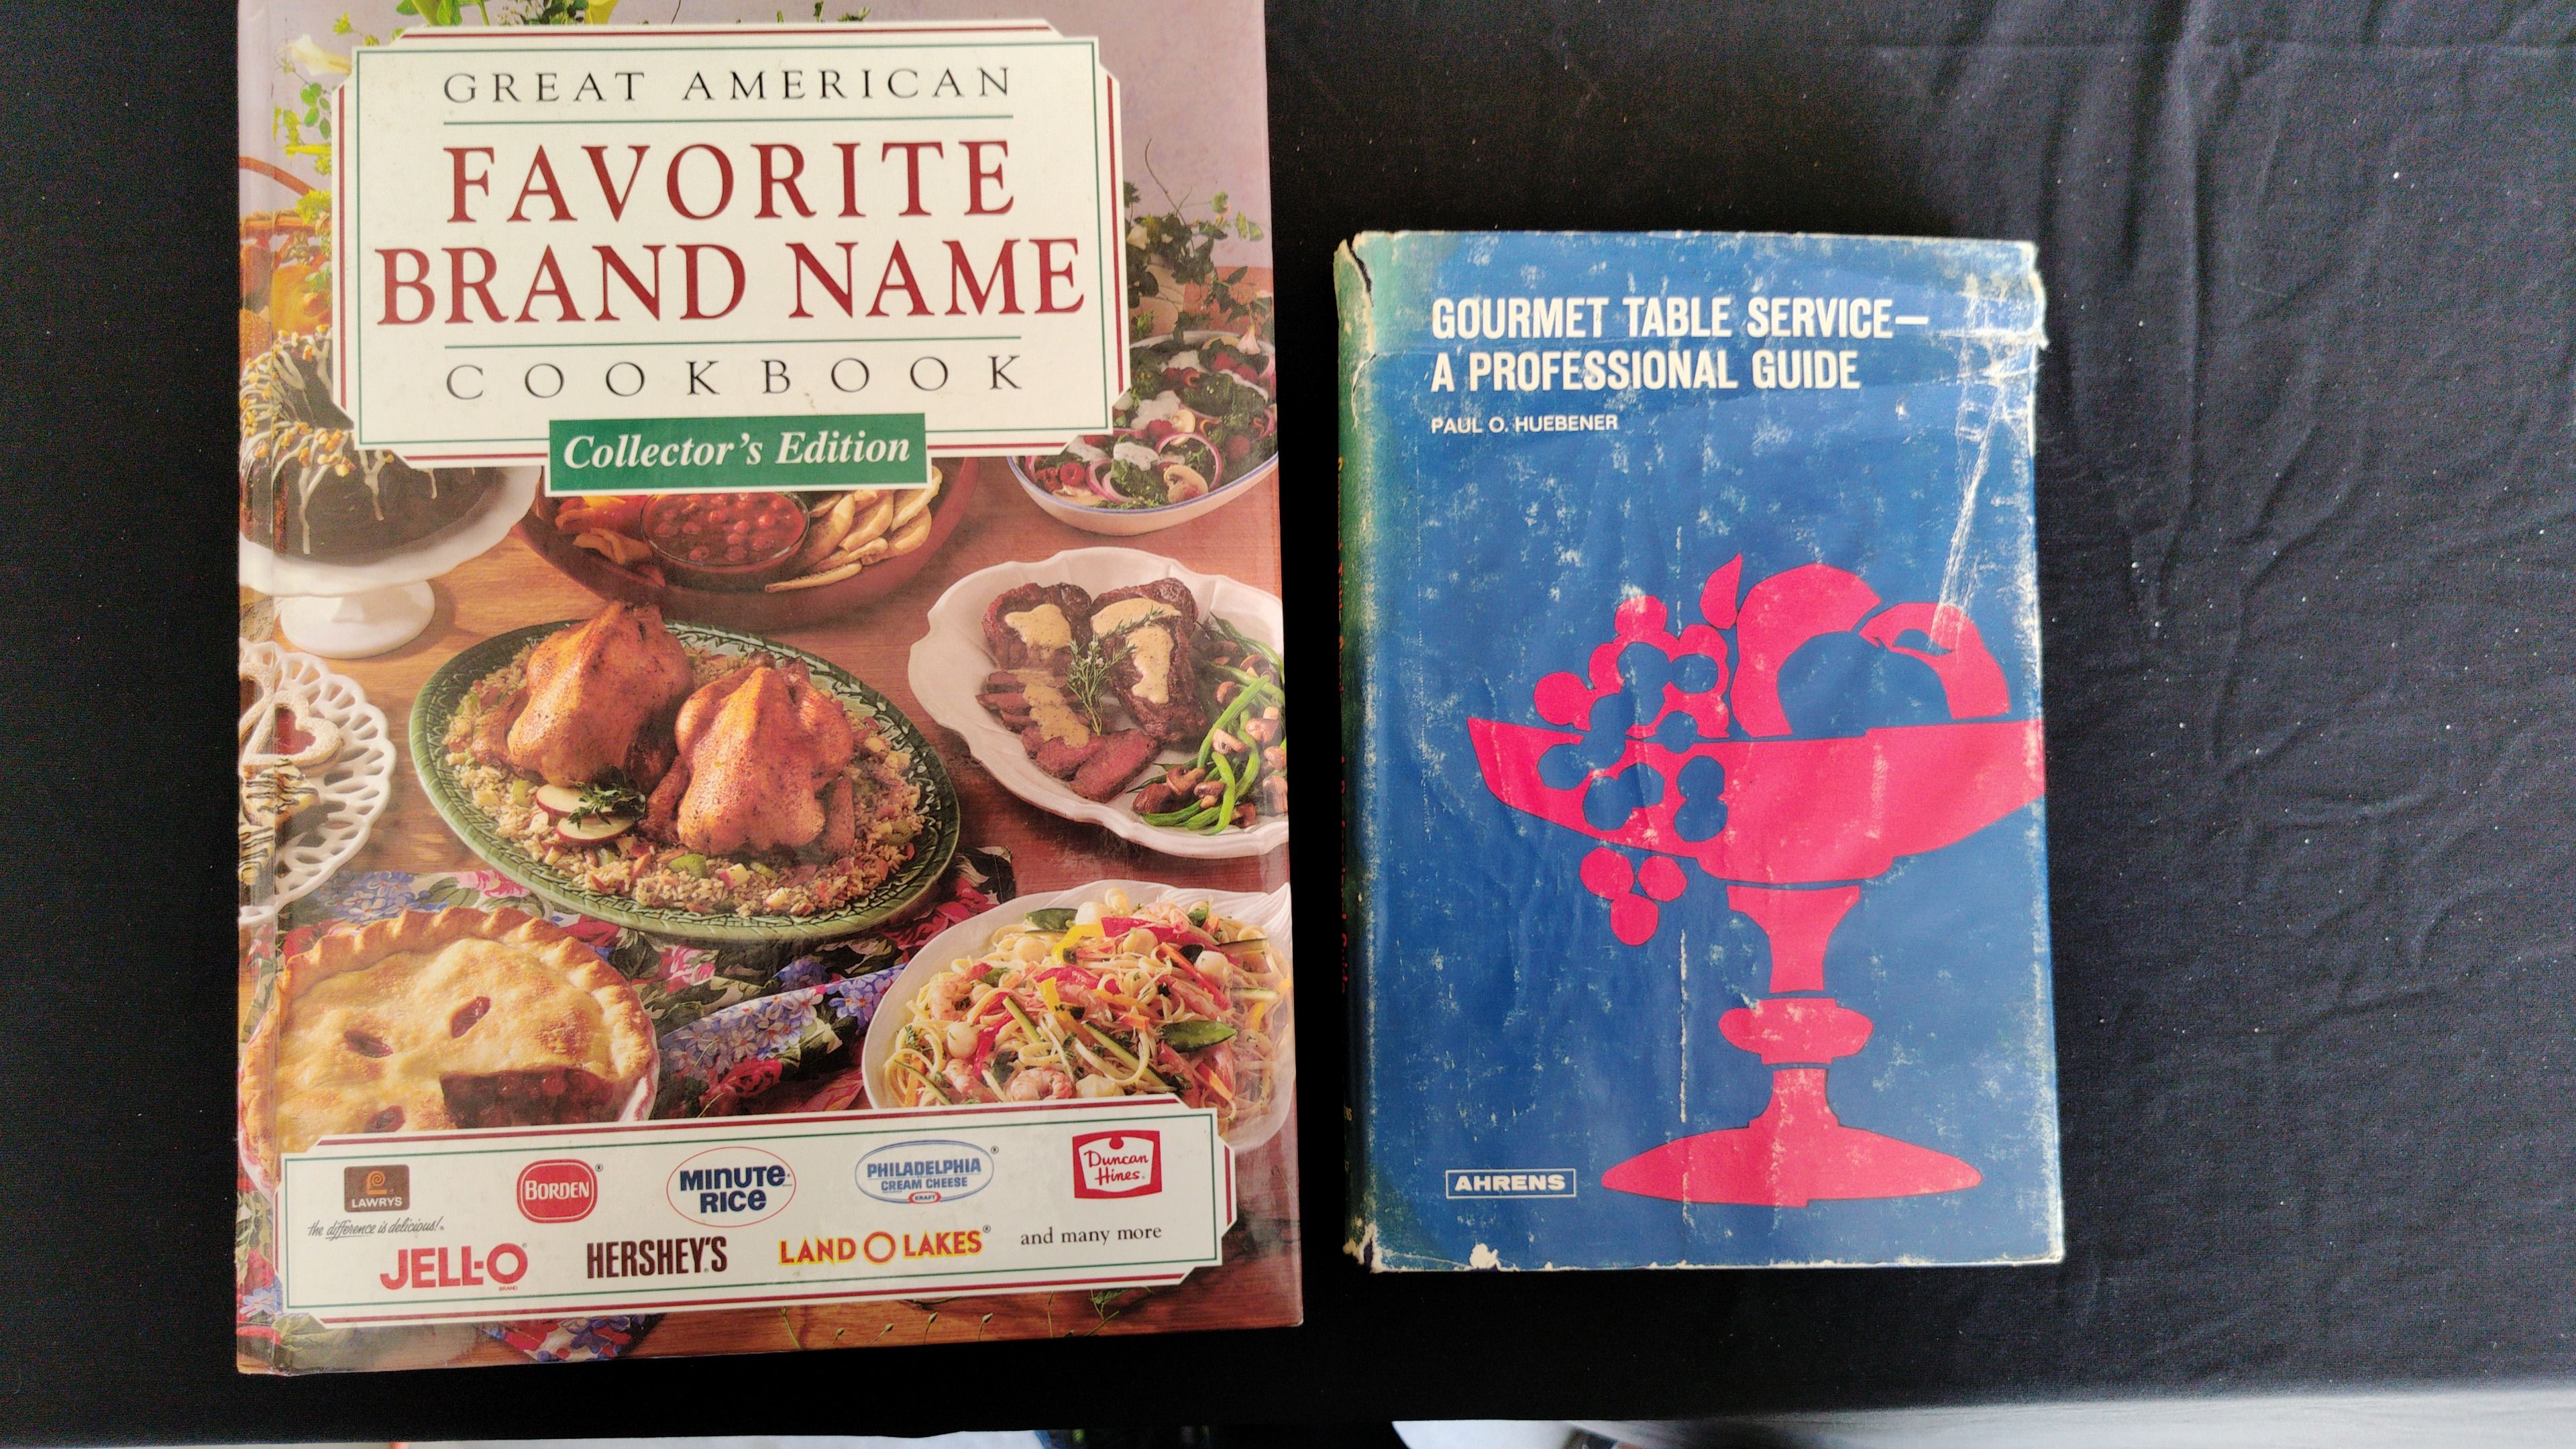 GREAT AMERICAN
FAVORITE
BRAND NAME
COOKBOOK
Collector's Edition
LAWRY'S
the difference is delicious!
BORDEN®
MINUTE®
RICE
PHILADELPHIA®
CREAM CHEESE
KRAFT
Duncan
Hines®
JELL-O®
BRAND
HERSHEY'S
LAND O LAKES®
and many more
GOURMET TABLE SERVICE—
A PROFESSIONAL GUIDE
PAUL O. HUEBENER
AHRENS